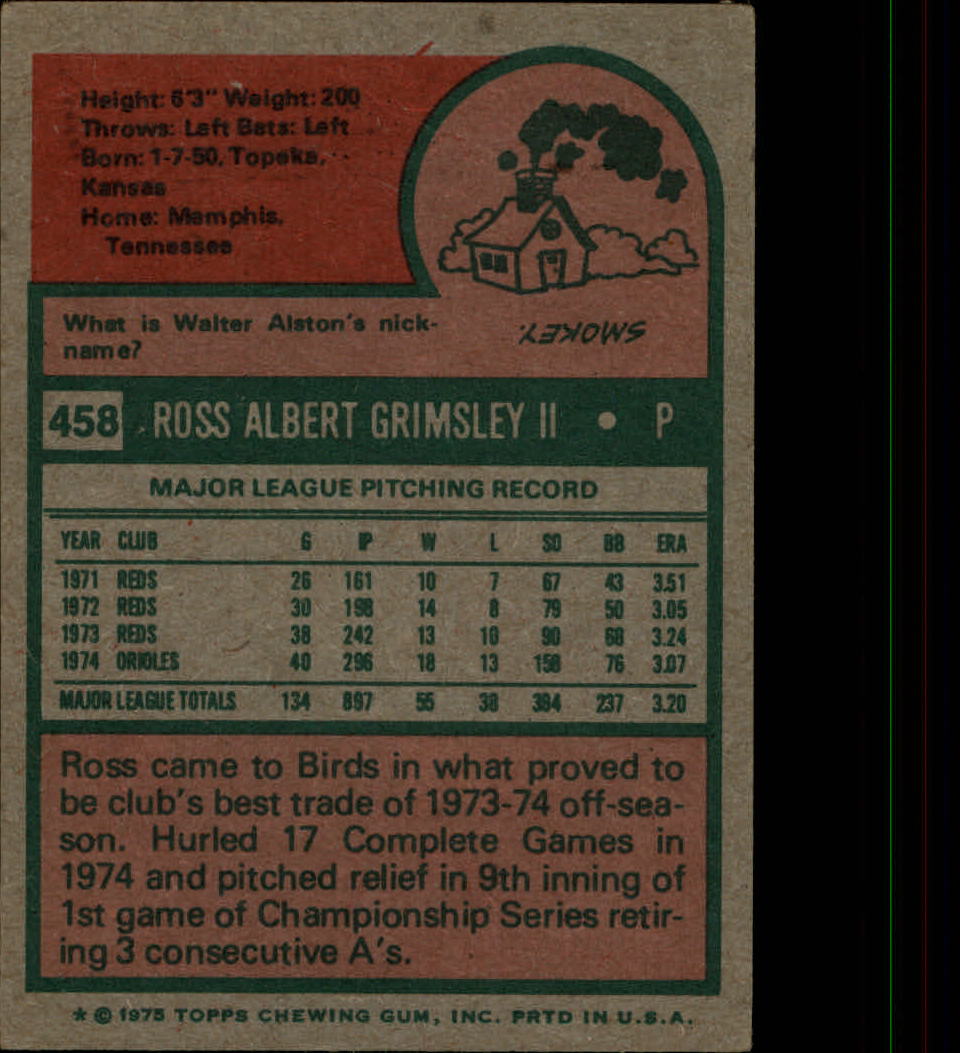 Height: 6'3" Weight: 200
Throws: Left Bats: Left
Born: 1-7-50, Topeka,
Kansas
Home: Memphis,
Tennessee
What is Walter Alston's nick-
name?
SMOKEY.
458 ROSS ALBERT GRIMSLEY II • P
MAJOR LEAGUE PITCHING RECORD
YEAR CLUB G IP W L SO BB ERA
1971 REDS 26 161 10 7 67 43 3.51
1972 REDS 30 198 14 8 79 50 3.05
1973 REDS 38 242 13 10 90 68 3.24
1974 ORIOLES 40 296 18 13 158 76 3.07
MAJOR LEAGUE TOTALS 134 897 55 38 394 237 3.20
Ross came to Birds in what proved to
be club's best trade of 1973-74 off-sea-
son. Hurled 17 Complete Games in
1974 and pitched relief in 9th inning of
1st game of Championship Series retir-
ing 3 consecutive A's.
* © 1975 TOPPS CHEWING GUM, INC. PRTD IN U.S.A.